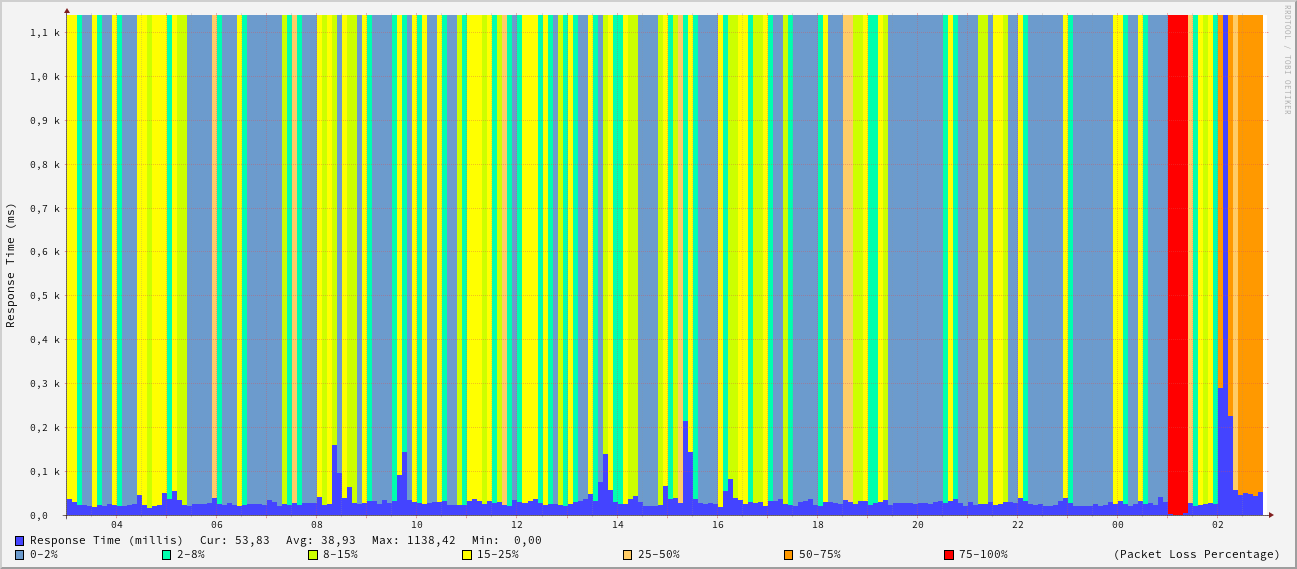 RRDTOOL / TOBI OETIKER
Response Time (ms)
1,1 k
1,0 k
0,9 k
0,8 k
0,7 k
0,6 k
0,5 k
0,4 k
0,3 k
0,2 k
0,1 k
0,0
04 06 08 10 12 14 16 18 20 22 00 02
Response Time (millis) Cur: 53,83 Avg: 38,93 Max: 1138,42 Min: 0,00
0-2% 2-8% 8-15% 15-25% 25-50% 50-75% 75-100% (Packet Loss Percentage)